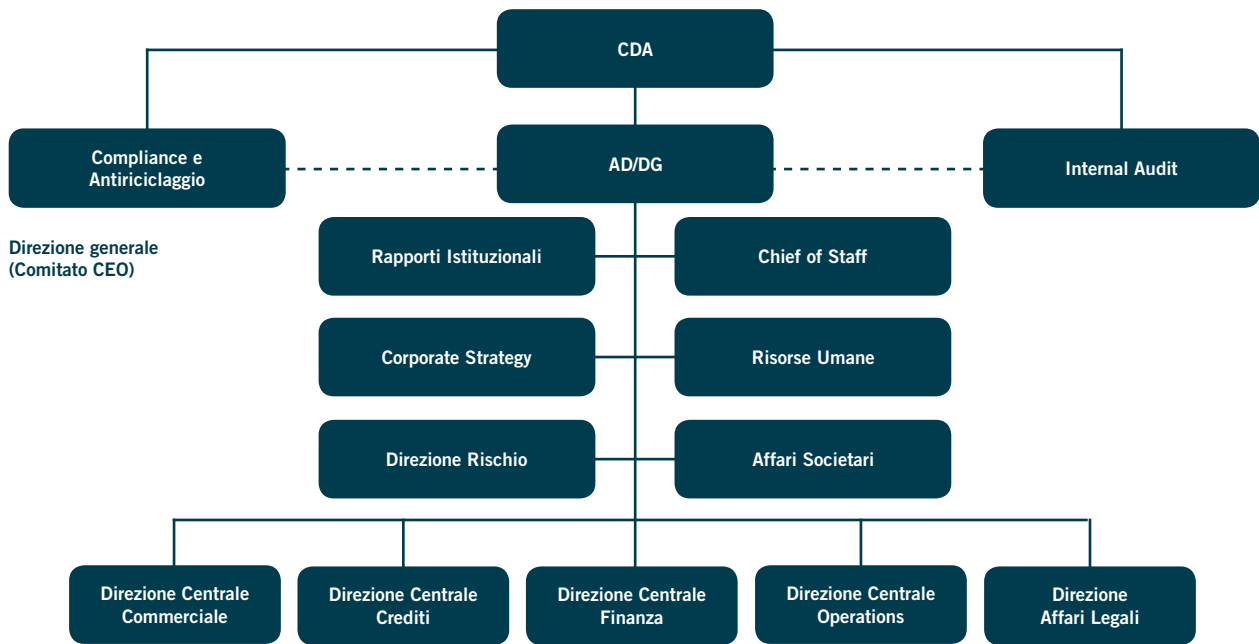 CDA
Compliance e
Antiriciclaggio
AD/DG
Internal Audit
Direzione generale
(Comitato CEO)
Rapporti Istituzionali
Chief of Staff
Corporate Strategy
Risorse Umane
Direzione Rischio
Affari Societari
Direzione Centrale
Commerciale
Direzione Centrale
Crediti
Direzione Centrale
Finanza
Direzione Centrale
Operations
Direzione
Affari Legali